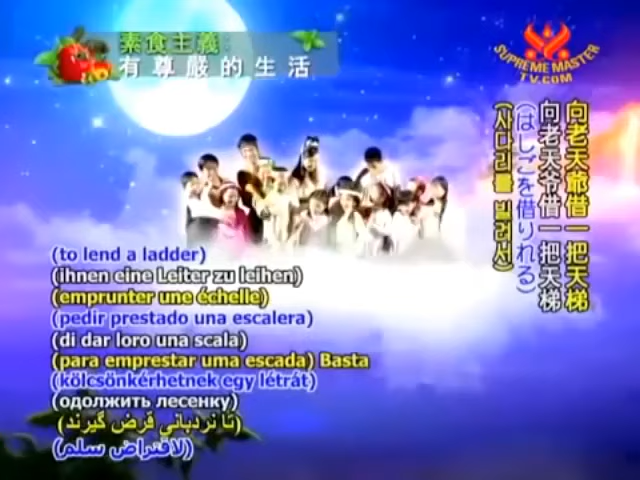 素食主義:
有尊嚴的生活
SUPREME MASTER
TV.COM
向老天爺借一把天梯
向老天爷借一把天梯
(はしごを借りれる)
(사다리를 빌려서)
(to lend a ladder)
(ihnen eine Leiter zu leihen)
(emprunter une échelle)
(pedir prestado una escalera)
(di dar loro una scala)
(para emprestar uma escada) Basta
(kölcsönkérhetnek egy létrát)
(одолжить лесенку)
(تا نردبانی قرض گیرند)
(لاقتراض سلم)